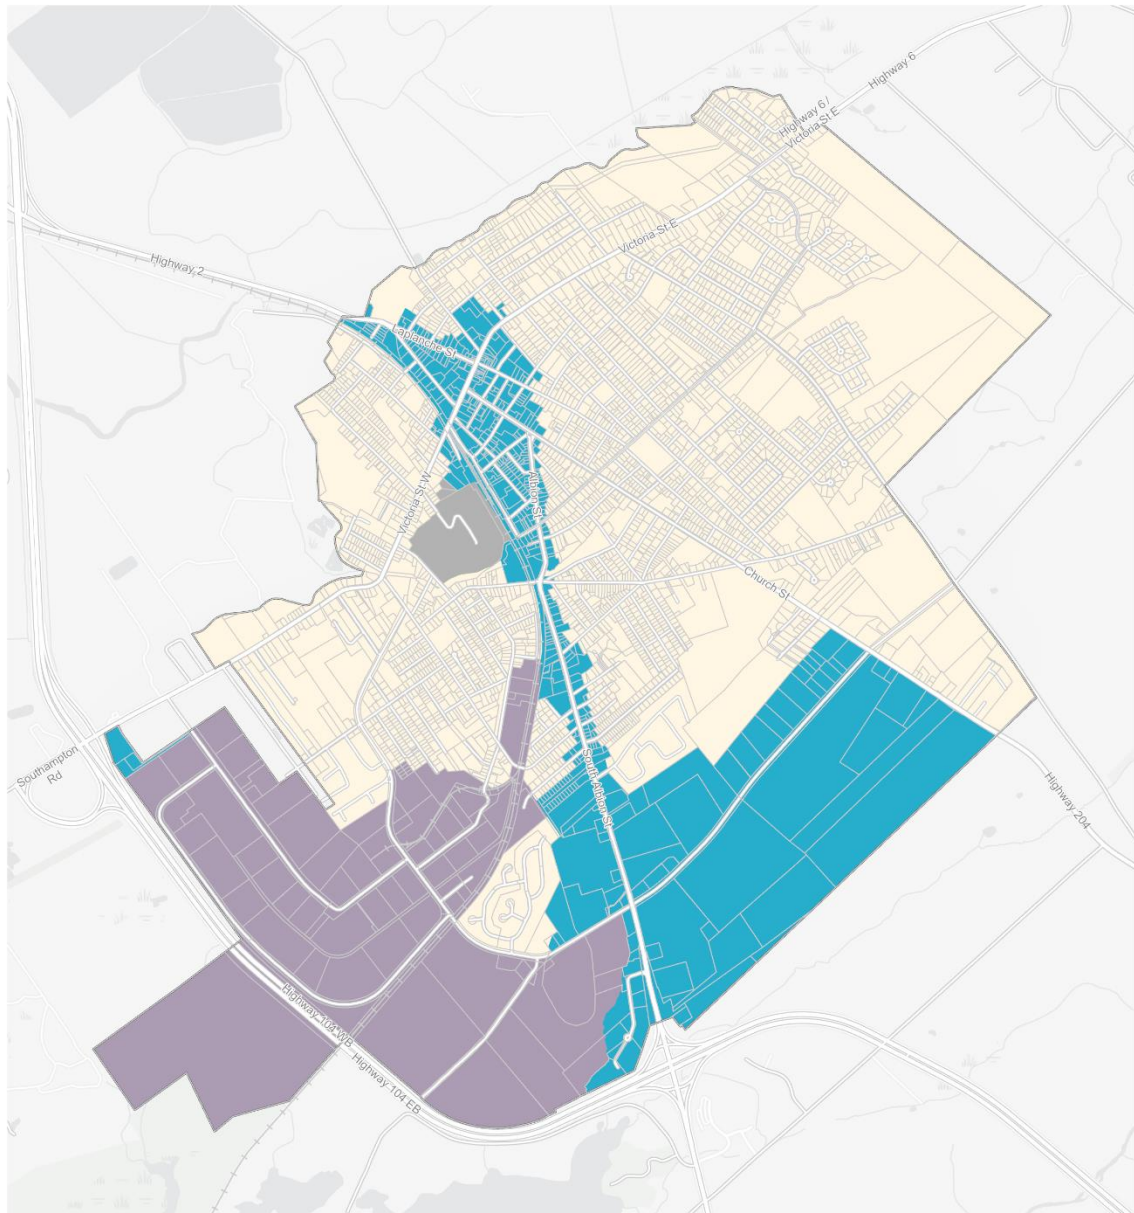 Highway 6
Highway 6 /
Victoria St E
Victoria St E
Highway 2
Laplanche St
Albion St
Victoria St W
Church St
Southampton
Rd
South Albion St
Highway 204
Highway 104 WB
Highway 104 EB